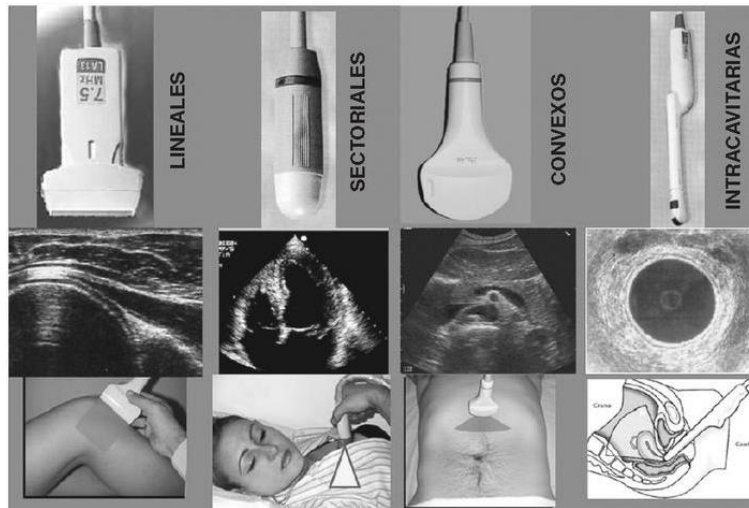 7.5
MHz
LA13
LINEALES
SECTORIALES
CONVEXOS
INTRACAVITARIAS